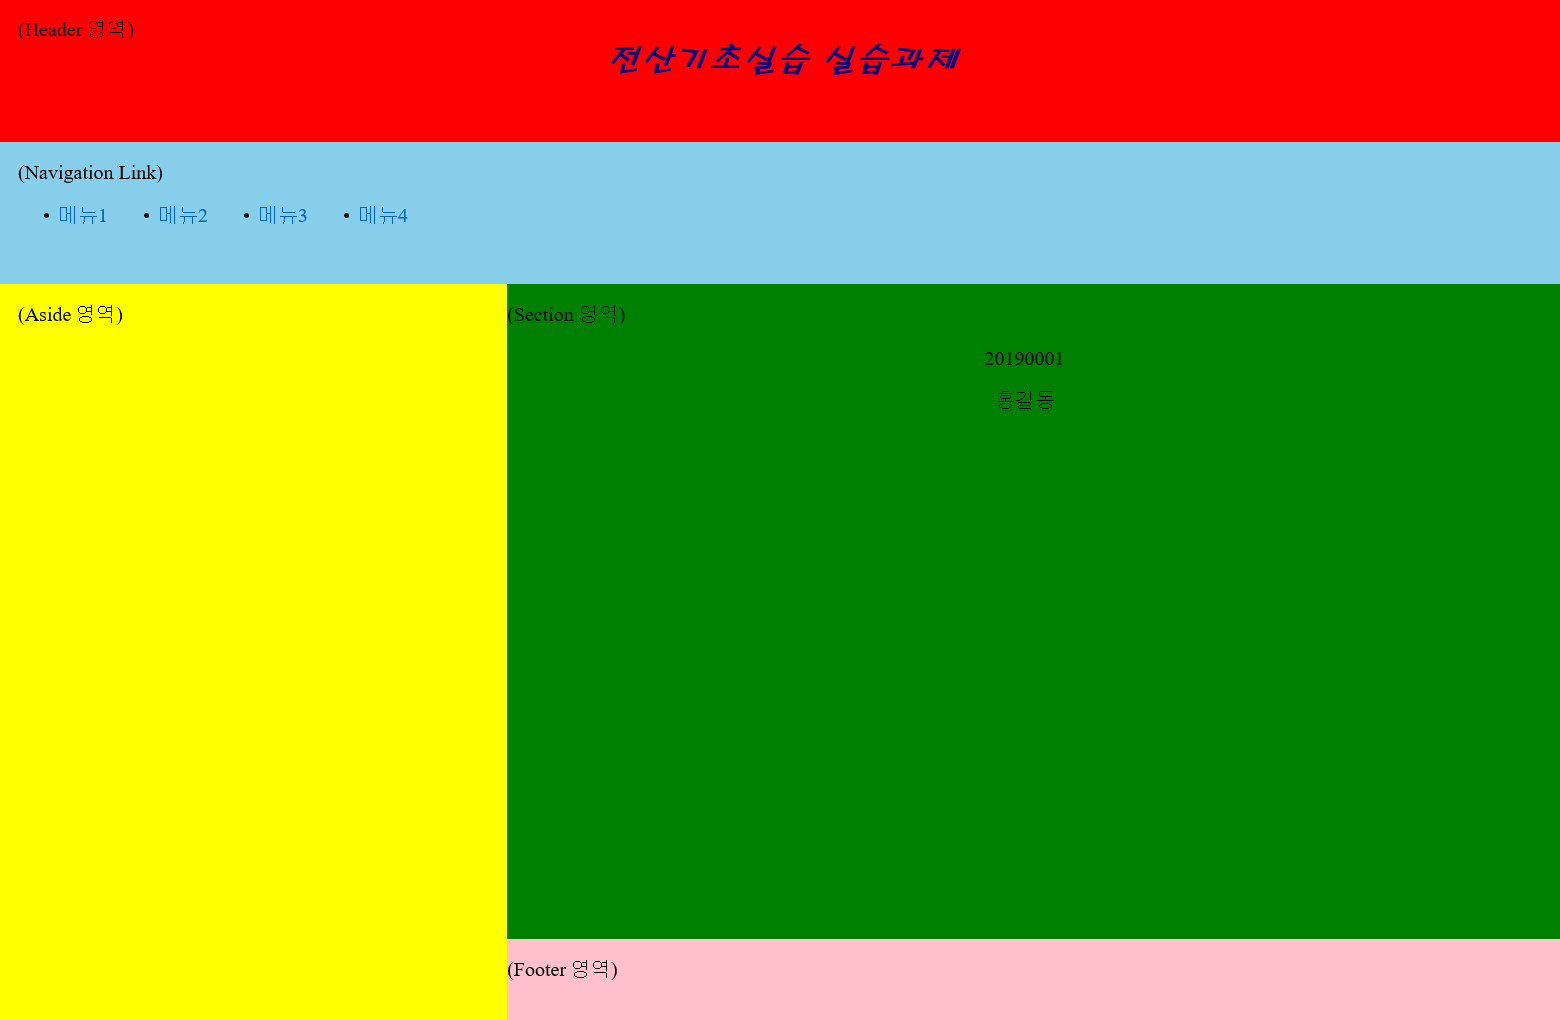 (Header 영역)
전산기초실습 실습과제
(Navigation Link)
• 메뉴1 • 메뉴2 • 메뉴3 • 메뉴4
(Aside 영역)
(Section 영역)
20190001
홍길동
(Footer 영역)